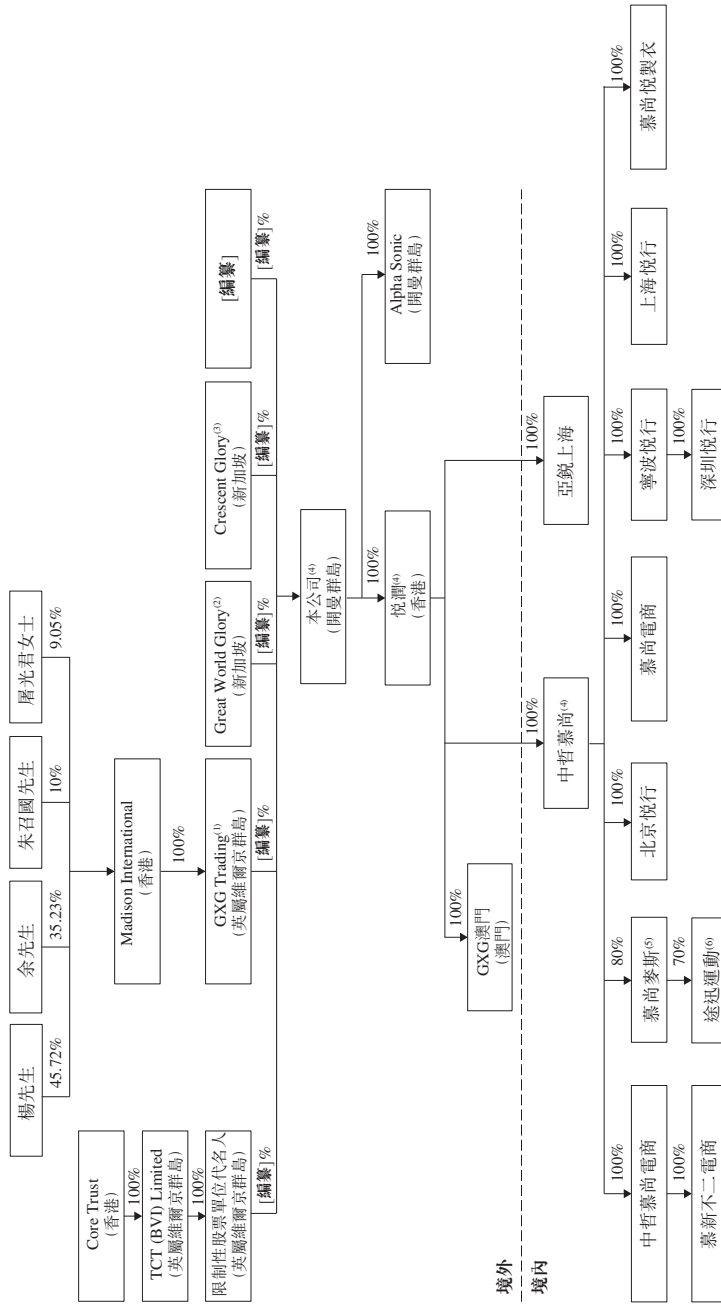 楊先生
余先生
朱召國先生
屠光君女士
45.72%
35.23%
10%
9.05%
Core Trust
(香港)
100%
TCT (BVI) Limited
(英屬維爾京群島)
100%
限制性股票單位代名人
(英屬維爾京群島)
[編纂]%
Madison International
(香港)
100%
GXG Trading(1)
(英屬維爾京群島)
[編纂]%
Great World Glory(2)
(新加坡)
[編纂]%
Crescent Glory(3)
(新加坡)
[編纂]%
[編纂]
[編纂]%
本公司(4)
(開曼群島)
100%
悦潤(4)
(香港)
100%
Alpha Sonic
(開曼群島)
100%
GXG澳門
(澳門)
境外
境內
100%
中哲慕尚(4)
100%
亞鋭上海
100%
中哲慕尚電商
100%
慕新不二電商
80%
慕尚麥斯(5)
70%
途迅運動(6)
100%
北京悦行
100%
慕尚電商
100%
寧波悦行
100%
深圳悦行
100%
上海悦行
100%
慕尚悦製衣